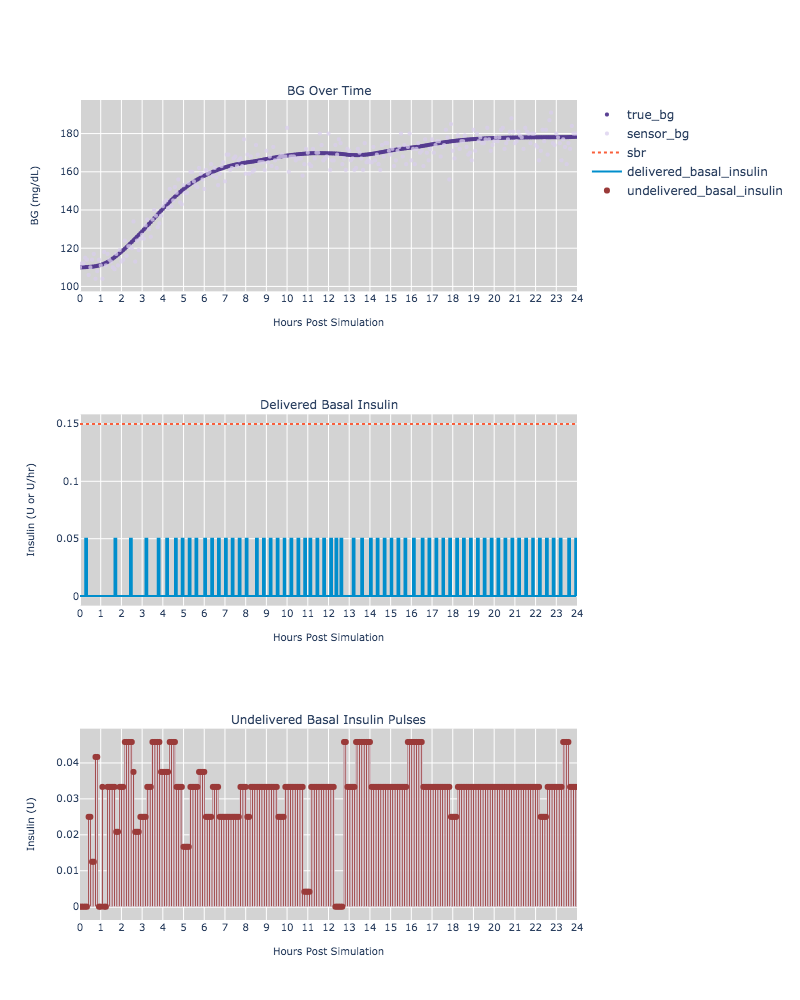 BG Over Time
180
160
140
120
100
BG (mg/dL)
0 1 2 3 4 5 6 7 8 9 10 11 12 13 14 15 16 17 18 19 20 21 22 23 24
Hours Post Simulation
true_bg
sensor_bg
sbr
delivered_basal_insulin
undelivered_basal_insulin
Delivered Basal Insulin
0.15
0.1
0.05
0
Insulin (U or U/hr)
0 1 2 3 4 5 6 7 8 9 10 11 12 13 14 15 16 17 18 19 20 21 22 23 24
Hours Post Simulation
Undelivered Basal Insulin Pulses
0.04
0.03
0.02
0.01
0
Insulin (U)
0 1 2 3 4 5 6 7 8 9 10 11 12 13 14 15 16 17 18 19 20 21 22 23 24
Hours Post Simulation